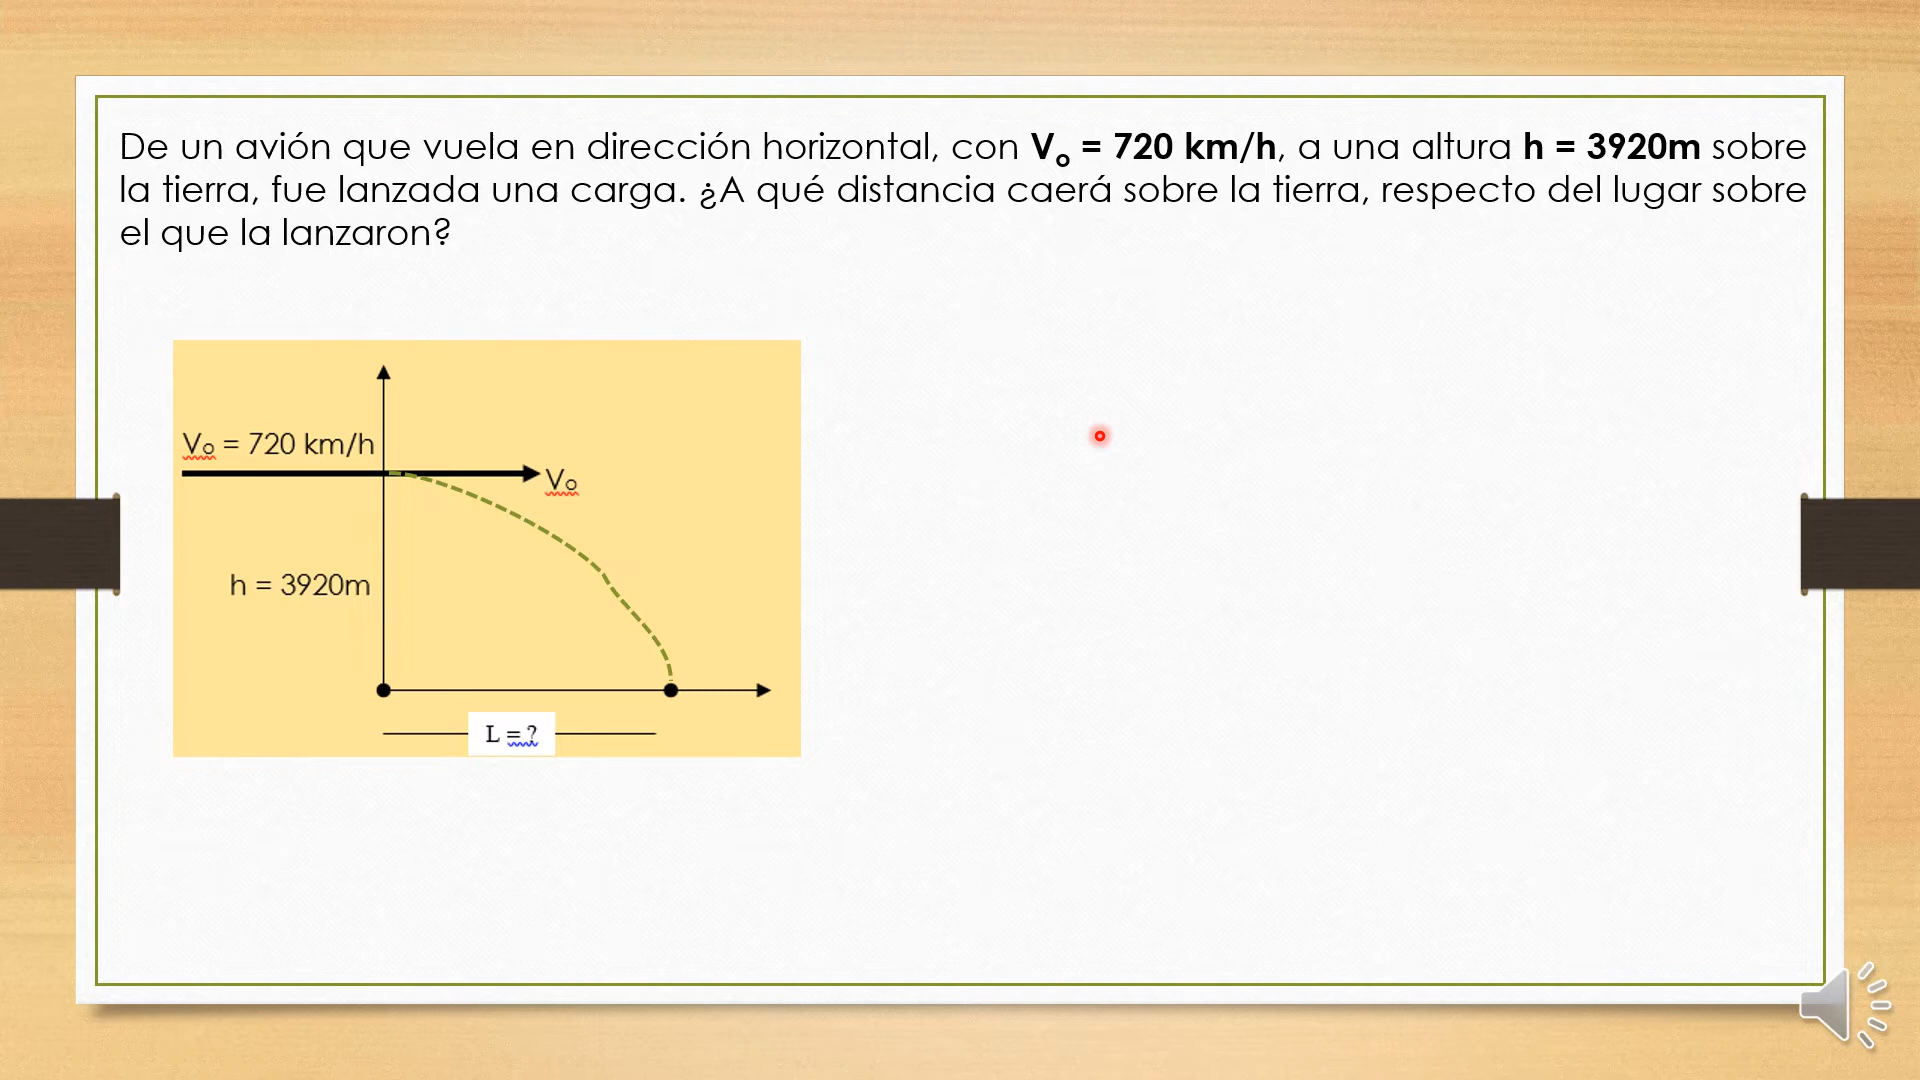 De un avión que vuela en dirección horizontal, con Vo = 720 km/h, a una altura h = 3920m sobre
la tierra, fue lanzada una carga. ¿A qué distancia caerá sobre la tierra, respecto del lugar sobre
el que la lanzaron?
Vo = 720 km/h
Vo
h = 3920m
L = ?